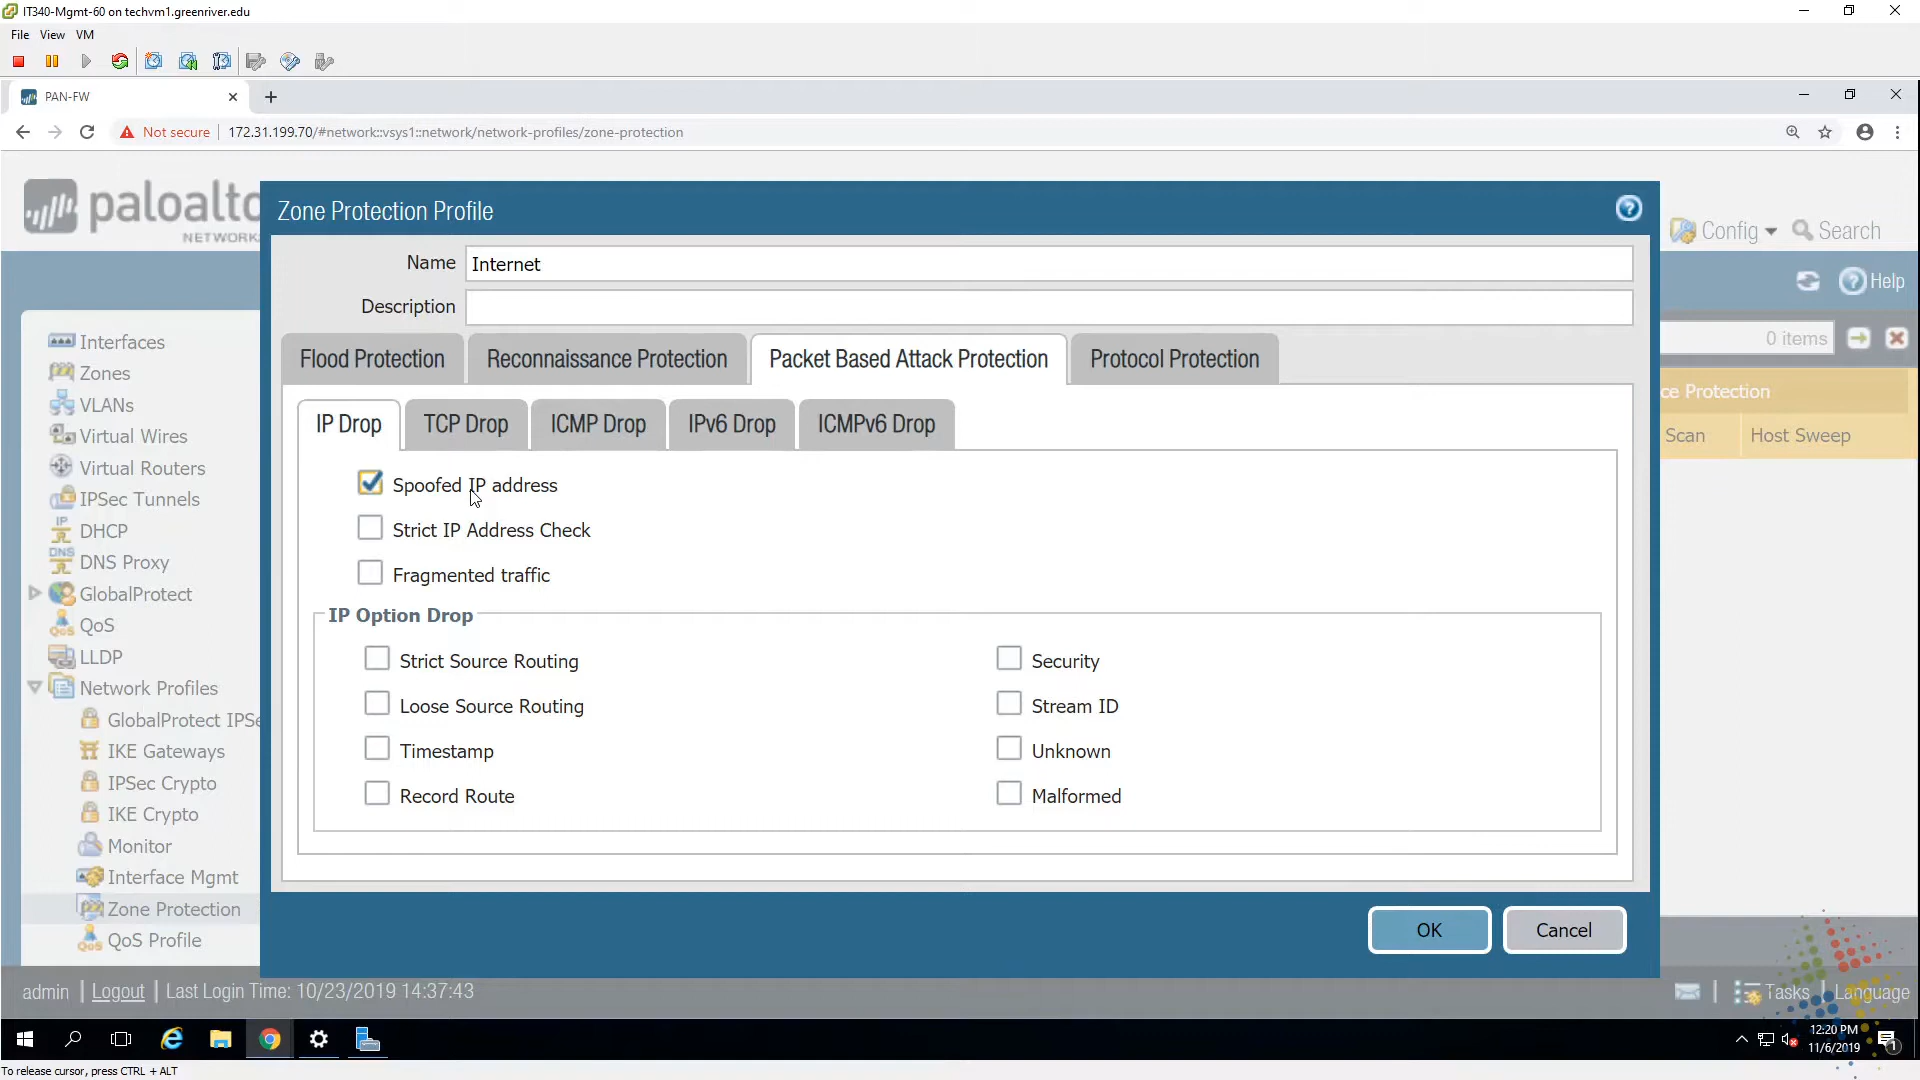 IT340-Mgmt-60 on techvm1.greenriver.edu
File View VM
PAN-FW
Not secure 172.31.199.70/#network::vsys1::network/network-profiles/zone-protection
paloalto
NETWORKS
Config Search
Help
0 items
ce Protection
Scan Host Sweep
Interfaces
Zones
VLANs
Virtual Wires
Virtual Routers
IPSec Tunnels
DHCP
DNS Proxy
GlobalProtect
QoS
LLDP
Network Profiles
GlobalProtect IPSe
IKE Gateways
IPSec Crypto
IKE Crypto
Monitor
Interface Mgmt
Zone Protection
QoS Profile
Zone Protection Profile
Name Internet
Description
Flood Protection Reconnaissance Protection Packet Based Attack Protection Protocol Protection
IP Drop TCP Drop ICMP Drop IPv6 Drop ICMPv6 Drop
Spoofed IP address
Strict IP Address Check
Fragmented traffic
IP Option Drop
Strict Source Routing Security
Loose Source Routing Stream ID
Timestamp Unknown
Record Route Malformed
OK Cancel
admin Logout Last Login Time: 10/23/2019 14:37:43
Tasks Language
12:20 PM
11/6/2019
1
To release cursor, press CTRL + ALT